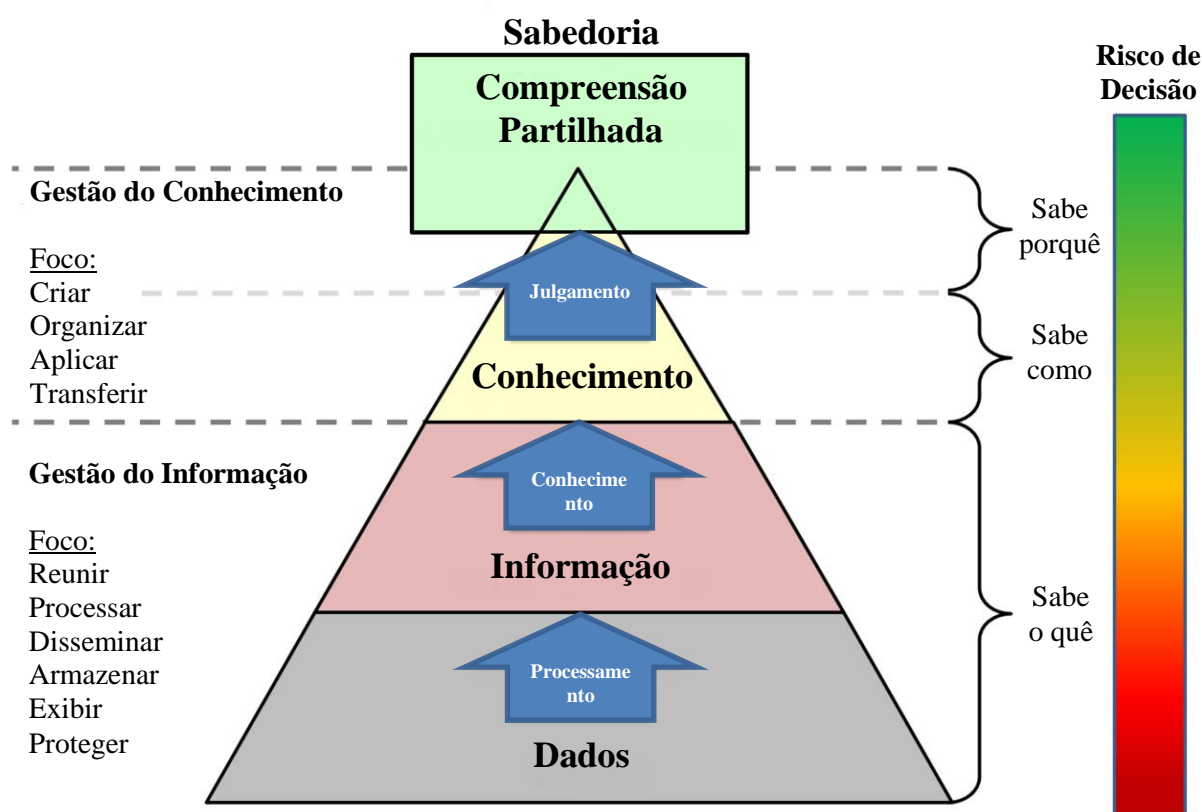 Sabedoria
Compreensão
Partilhada
Risco de
Decisão
Gestão do Conhecimento
Foco:
Criar
Organizar
Aplicar
Transferir
Julgamento
Conhecimento
Sabe
porquê
Sabe
como
Gestão do Informação
Foco:
Reunir
Processar
Disseminar
Armazenar
Exibir
Proteger
Conhecime
nto
Informação
Processame
nto
Dados
Sabe
o quê